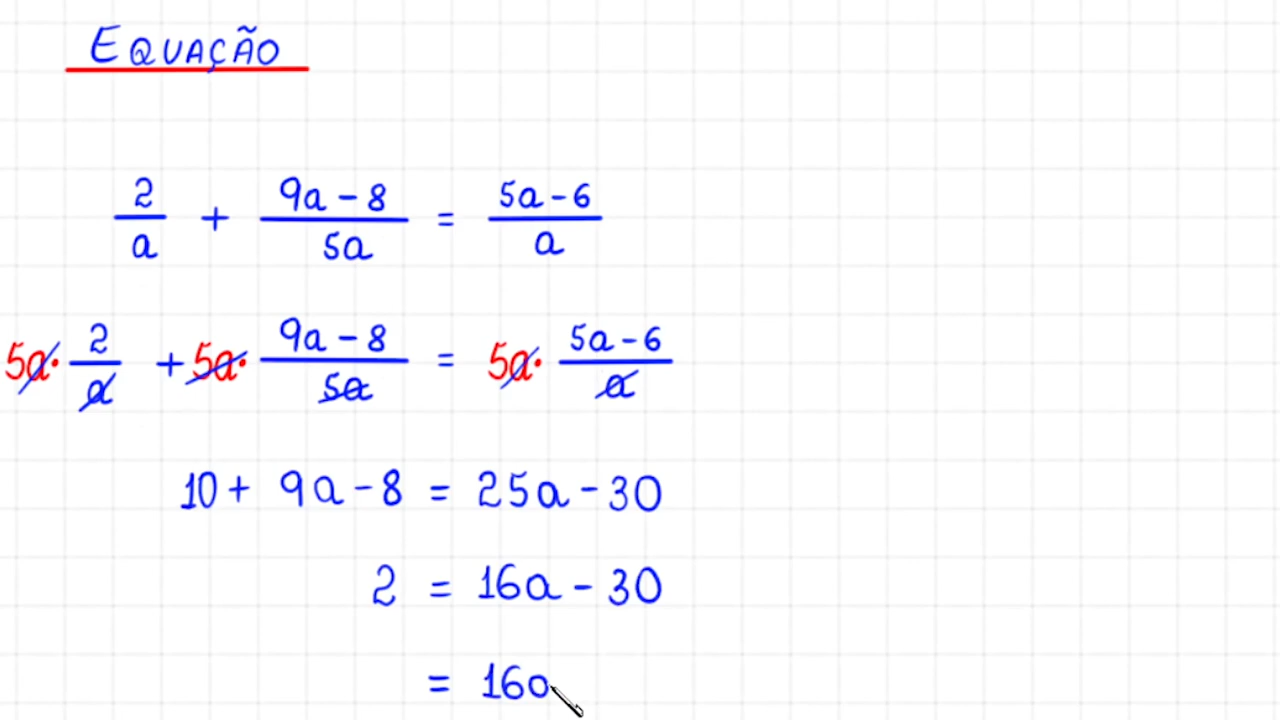 EQUAÇÃO
2/a + (9a - 8)/5a = (5a - 6)/a
5a · 2/a + 5a · (9a - 8)/5a = 5a · (5a - 6)/a
10 + 9a - 8 = 25a - 30
2 = 16a - 30
= 16a